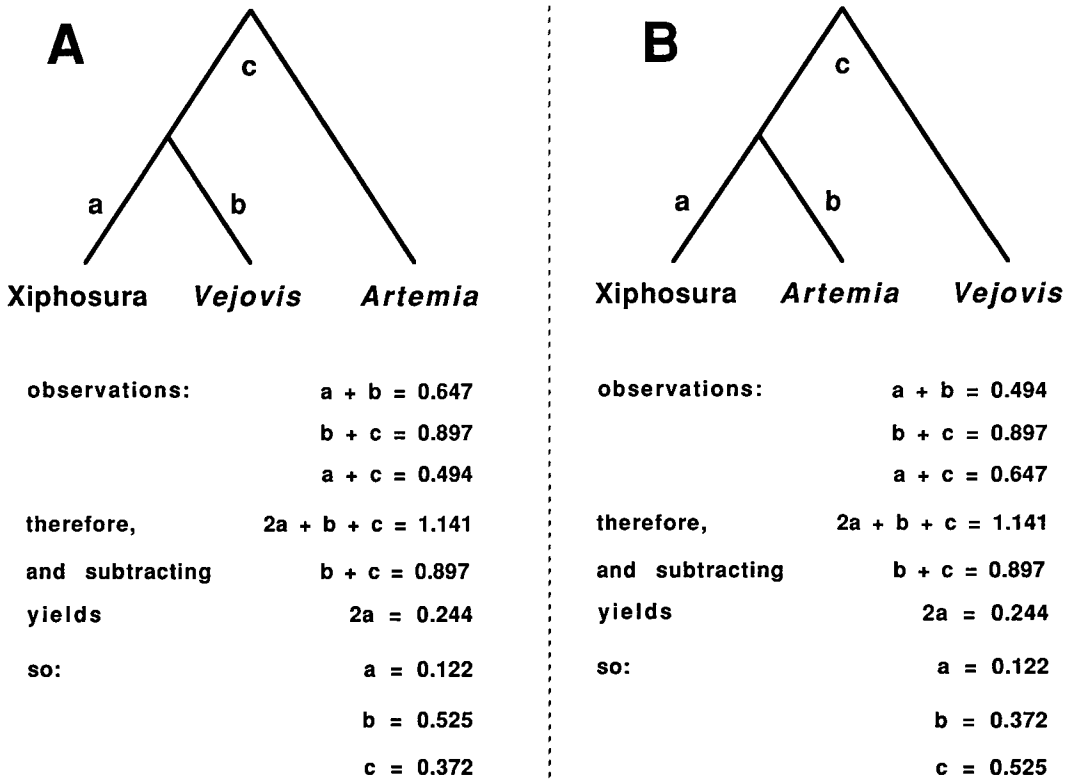 A
c
a
b
Xiphosura Vejovis Artemia
observations: a + b = 0.647
b + c = 0.897
a + c = 0.494
therefore, 2a + b + c = 1.141
and subtracting b + c = 0.897
yields 2a = 0.244
so: a = 0.122
b = 0.525
c = 0.372
B
c
a
b
Xiphosura Artemia Vejovis
observations: a + b = 0.494
b + c = 0.897
a + c = 0.647
therefore, 2a + b + c = 1.141
and subtracting b + c = 0.897
yields 2a = 0.244
so: a = 0.122
b = 0.372
c = 0.525